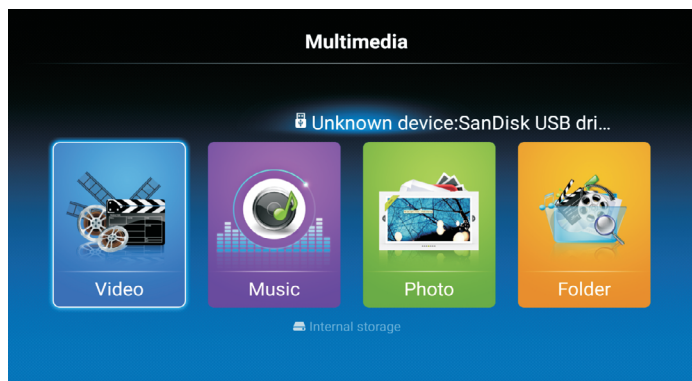 Multimedia
Unknown device:SanDisk USB dri...
Video
Music
Photo
Folder
Internal storage